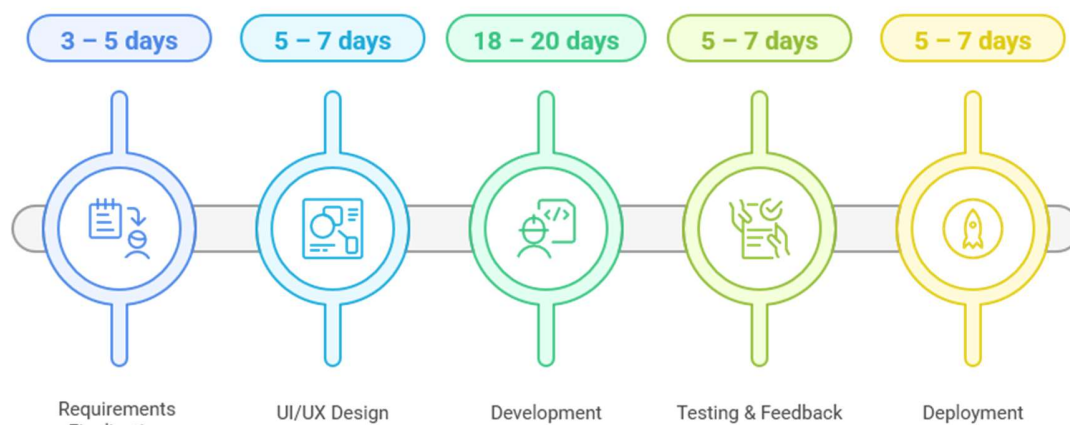 3 – 5 days
5 – 7 days
18 – 20 days
5 – 7 days
5 – 7 days
</>
Requirements
UI/UX Design
Development
Testing & Feedback
Deployment